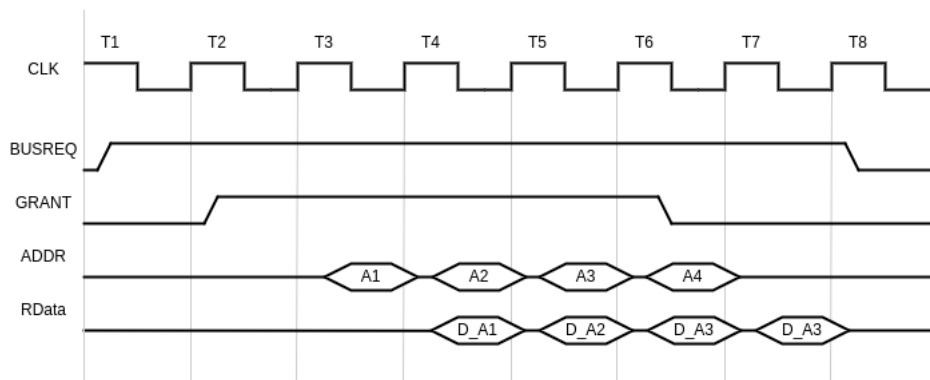 T1 T2 T3 T4 T5 T6 T7 T8
CLK
BUSREQ
GRANT
ADDR A1 A2 A3 A4
RData D_A1 D_A2 D_A3 D_A3